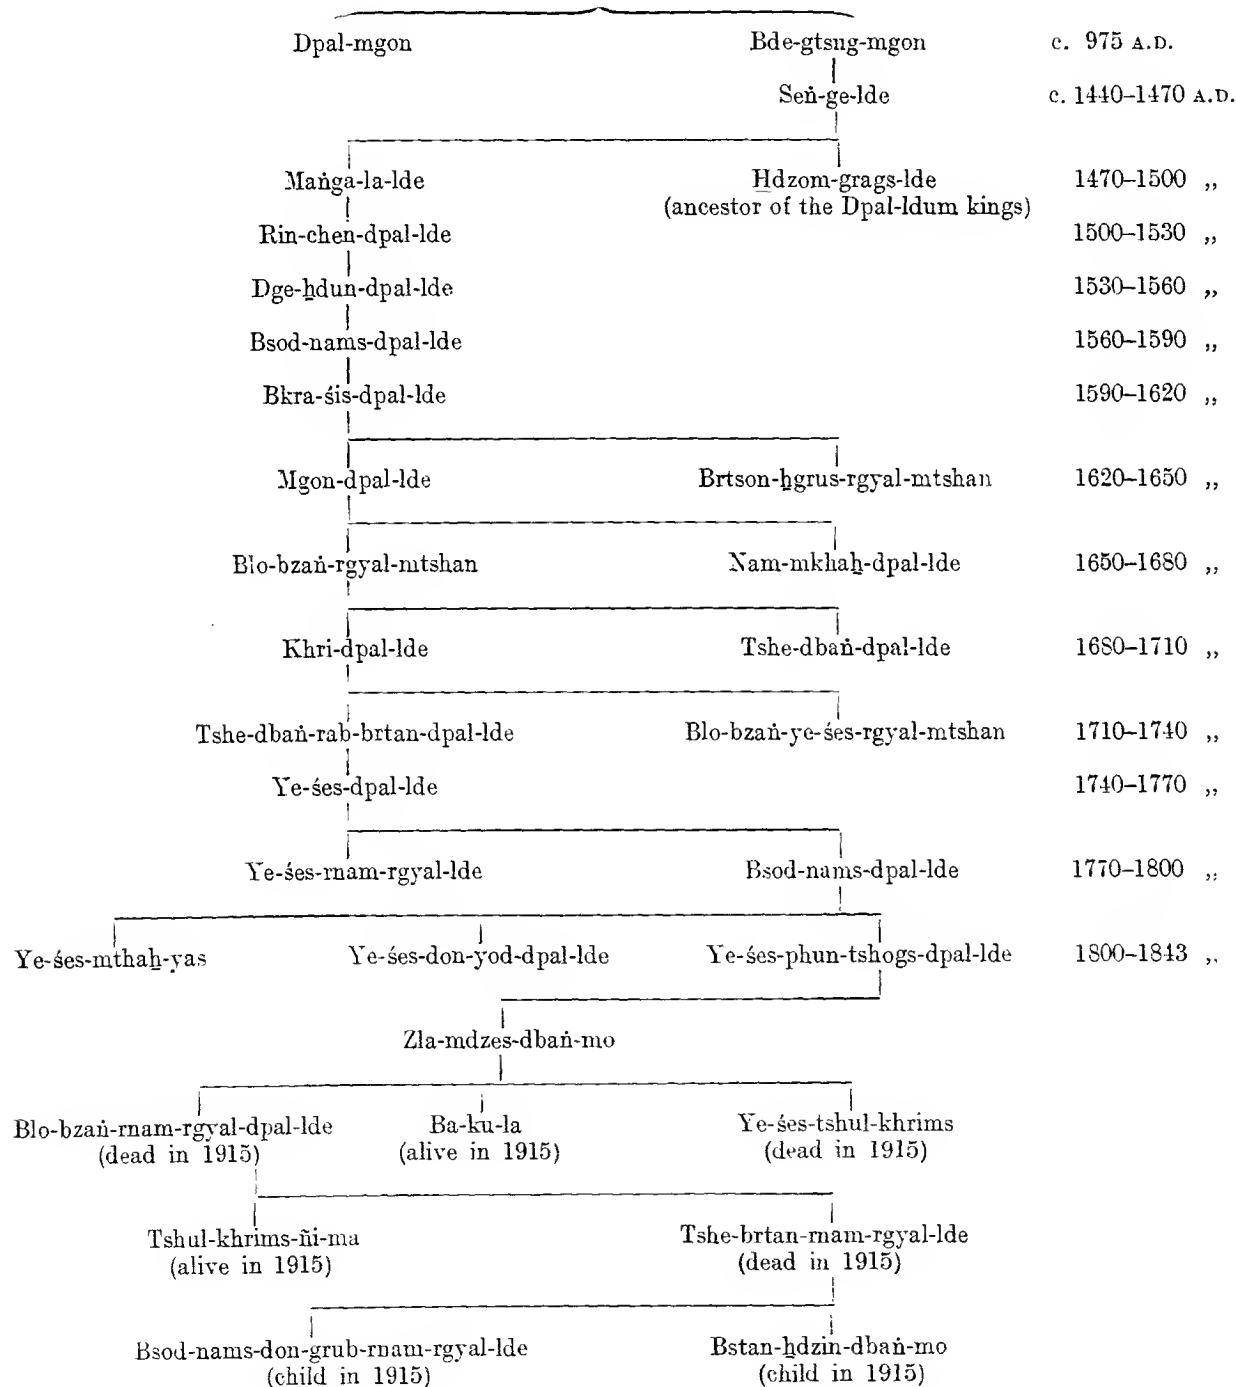 Dpal-mgon Bde-gtsug-mgon c. 975 A.D.
Seṅ-ge-lde c. 1440–1470 A.D.
Maṅga-la-lde H̱dzom-grags-lde 1470–1500 „
(ancestor of the Dpal-ldum kings)
Rin-chen-dpal-lde 1500–1530 „
Dge-ẖdun-dpal-lde 1530–1560 „
Bsod-nams-dpal-lde 1560–1590 „
Bkra-śis-dpal-lde 1590–1620 „
Mgon-dpal-lde Brtson-ẖgrus-rgyal-mtshan 1620–1650 „
Blo-bzaṅ-rgyal-mtshan Nam-mkhaẖ-dpal-lde 1650–1680 „
Khri-dpal-lde Tshe-dbaṅ-dpal-lde 1680–1710 „
Tshe-dbaṅ-rab-brtan-dpal-lde Blo-bzaṅ-ye-śes-rgyal-mtshan 1710–1740 „
Ye-śes-dpal-lde 1740–1770 „
Ye-śes-rnam-rgyal-lde Bsod-nams-dpal-lde 1770–1800 „
Ye-śes-mthaẖ-yas Ye-śes-don-yod-dpal-lde Ye-śes-phun-tshogs-dpal-lde 1800–1843 „
Zla-mdzes-dbaṅ-mo
Blo-bzaṅ-rnam-rgyal-dpal-lde Ba-ku-la Ye-śes-tshul-khrims
(dead in 1915) (alive in 1915) (dead in 1915)
Tshul-khrims-ñi-ma Tshe-brtan-rnam-rgyal-lde
(alive in 1915) (dead in 1915)
Bsod-nams-don-grub-rnam-rgyal-lde Bstan-ẖdzin-dbaṅ-mo
(child in 1915) (child in 1915)